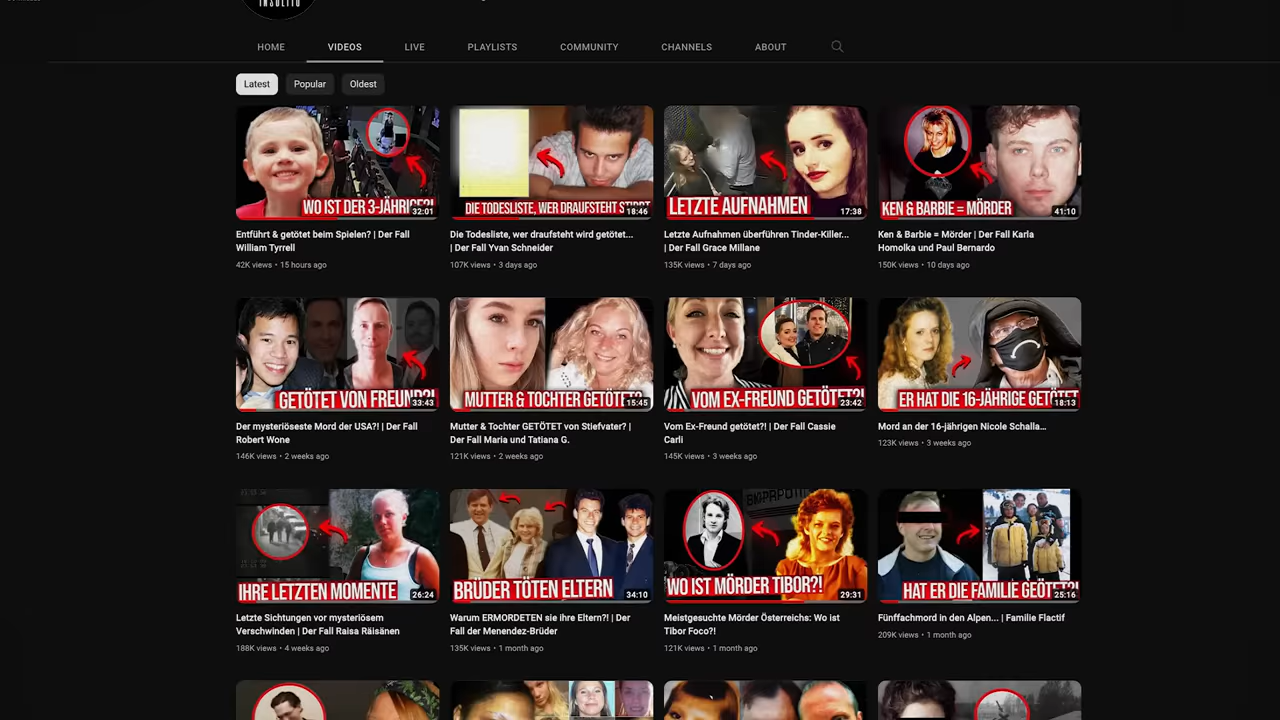 INSOLITO
HOME VIDEOS LIVE PLAYLISTS COMMUNITY CHANNELS ABOUT
Latest Popular Oldest
WO IST DER 3-JÄHRIGE?!
32:01
DIE TODESLISTE, WER DRAUFSTEHT STIRBT
18:46
LETZTE AUFNAHMEN
17:38
KEN & BARBIE = MÖRDER
41:10
Entführt & getötet beim Spielen? | Der Fall
William Tyrrell
42K views • 15 hours ago
Die Todesliste, wer draufsteht wird getötet...
| Der Fall Yvan Schneider
107K views • 3 days ago
Letzte Aufnahmen überführen Tinder-Killer...
| Der Fall Grace Millane
135K views • 7 days ago
Ken & Barbie = Mörder | Der Fall Karla
Homolka und Paul Bernardo
150K views • 10 days ago
GETÖTET VON FREUND?!
33:43
MUTTER & TOCHTER GETÖTET?
15:45
VOM EX-FREUND GETÖTET?!
23:42
ER HAT DIE 16-JÄHRIGE GETÖTET
18:13
Der mysteriöseste Mord der USA?! | Der Fall
Robert Wone
146K views • 2 weeks ago
Mutter & Tochter GETÖTET von Stiefvater? |
Der Fall Maria und Tatiana G.
121K views • 2 weeks ago
Vom Ex-Freund getötet?! | Der Fall Cassie
Carli
145K views • 3 weeks ago
Mord an der 16-jährigen Nicole Schalla...
123K views • 3 weeks ago
IHRE LETZTEN MOMENTE
26:24
BRÜDER TÖTEN ELTERN
34:10
WO IST MÖRDER TIBOR?!
29:31
HAT ER DIE FAMILIE GEÖTET?!
25:16
Letzte Sichtungen vor mysteriösem
Verschwinden | Der Fall Raisa Räisänen
188K views • 4 weeks ago
Warum ERMORDETEN sie ihre Eltern?! | Der
Fall der Menendez-Brüder
135K views • 1 month ago
Meistgesuchte Mörder Österreichs: Wo ist
Tibor Foco?!
121K views • 1 month ago
Fünffachmord in den Alpen... | Familie Flactif
209K views • 1 month ago